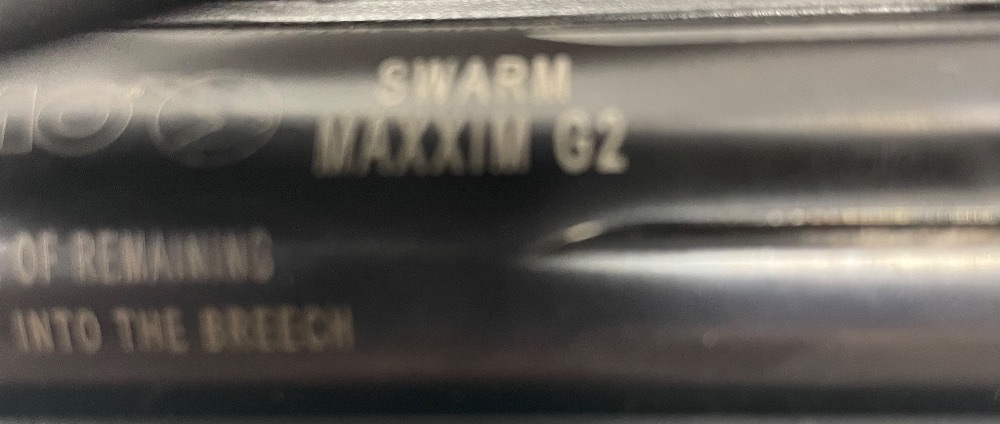 SWARM
MAXXIM G2
OF REMAINING
INTO THE BREECH